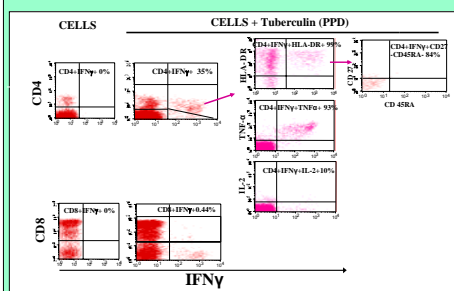 CELLS
CELLS + Tuberculin (PPD)
CD4
CD4+IFNγ+ 0%
CD4+IFNγ+ 35%
HLA-DR
CD4+IFNγ+HLA-DR+ 99%
CD27
CD4+IFNγ+CD27
-CD45RA- 84%
CD 45RA
TNF-α
CD4+IFNγ+TNFα+ 93%
IL-2
CD4+IFNγ+IL-2+10%
CD8
CD8+IFNγ+ 0%
CD8+IFNγ+0.44%
IFNγ